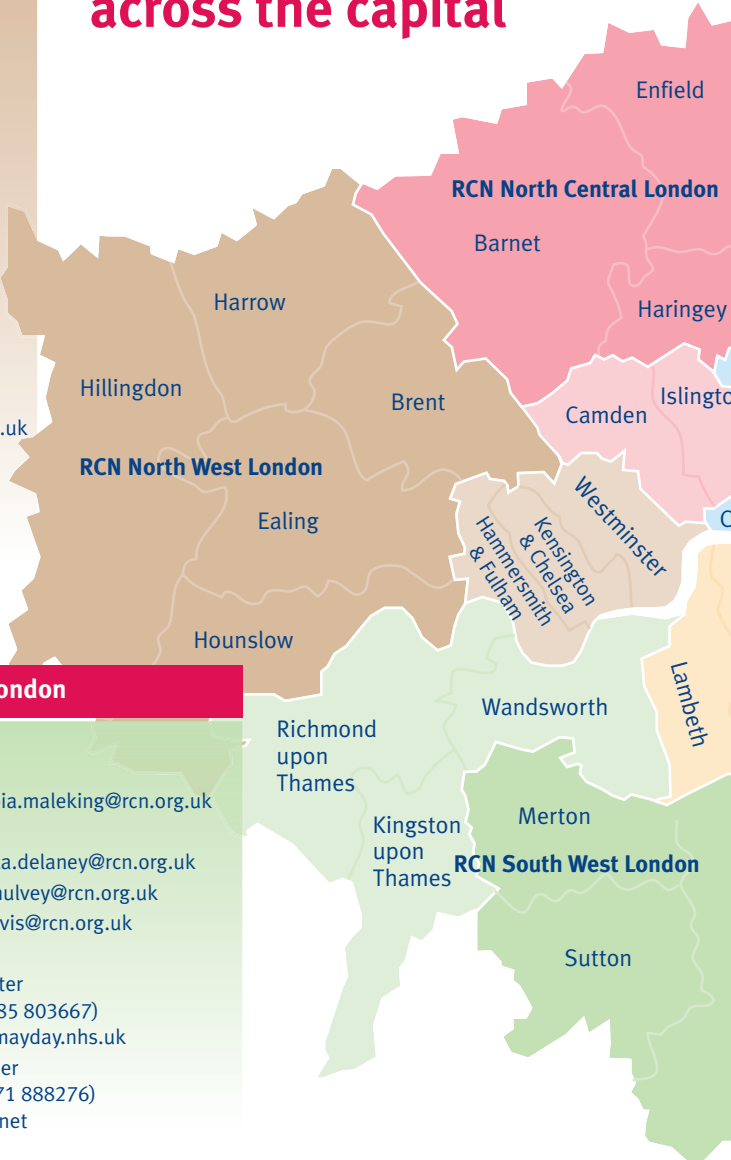 across the capital
Enfield
RCN North Central London
Barnet
Harrow
Haringey
Hillingdon
Brent
Islingto
Camden
.uk
RCN North West London
Ealing
Westminster
Kensington
& Chelsea
Hammersmith
& Fulham
C
Hounslow
ondon
Lambeth
Wandsworth
Richmond
upon
Thames
ia.maleking@rcn.org.uk
Merton
Kingston
upon
Thames
RCN South West London
a.delaney@rcn.org.uk
ulvey@rcn.org.uk
vis@rcn.org.uk
Sutton
ter
85 803667)
mayday.nhs.uk
er
71 888276)
net